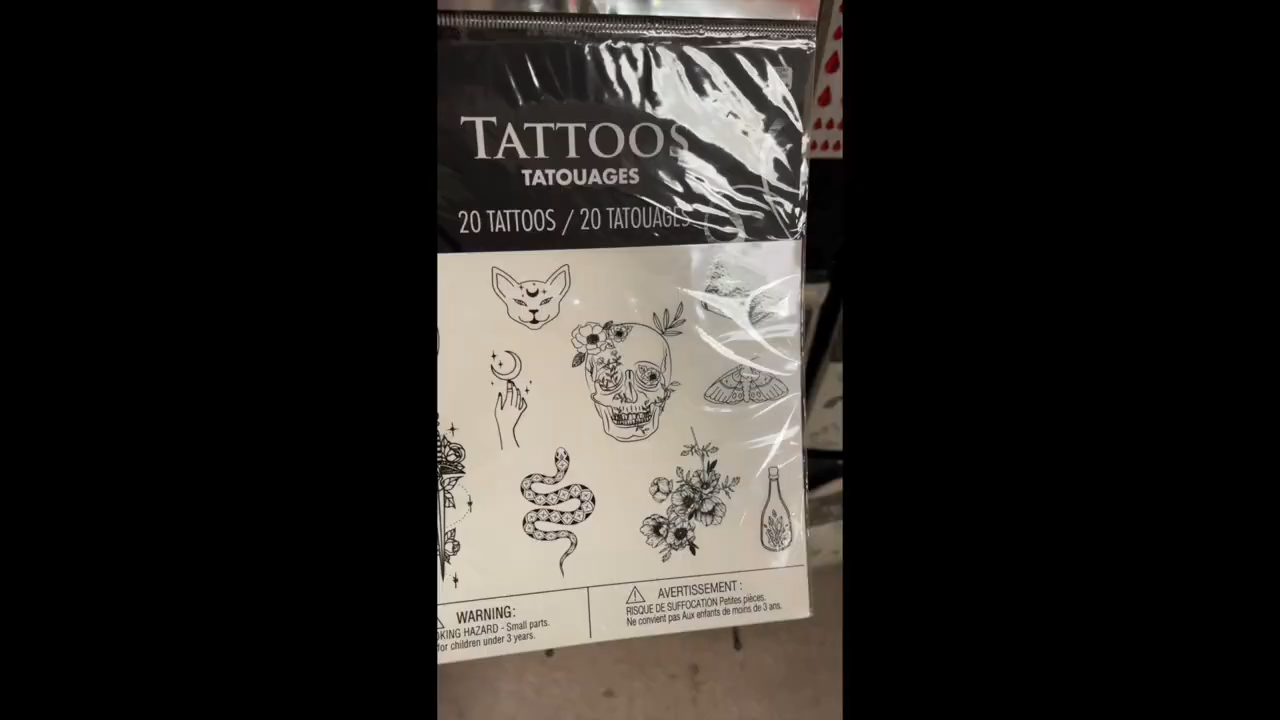 TATTOOS
TATOUAGES
20 TATTOOS / 20 TATOUAGES
WARNING:
OKING HAZARD - Small parts.
for children under 3 years.
AVERTISSEMENT :
RISQUE DE SUFFOCATION Petites pièces.
Ne convient pas Aux enfants de moins de 3 ans.